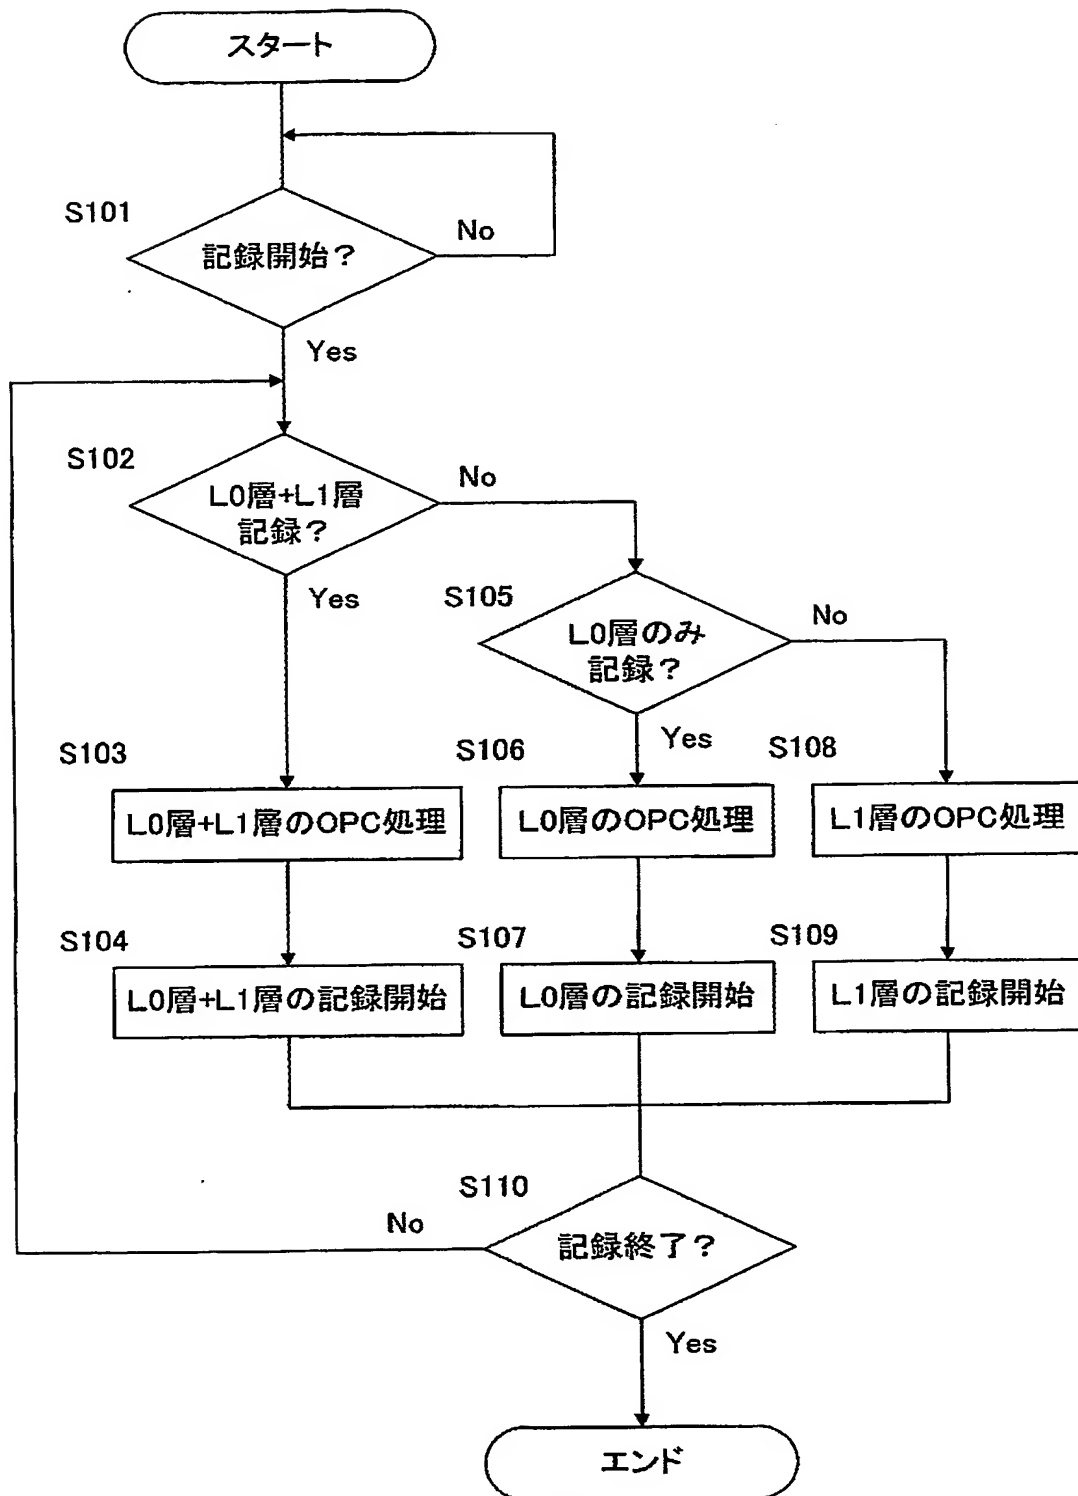 スタート
S101
記録開始？
No
Yes
S102
L0層+L1層
記録？
No
Yes
S105
L0層のみ
記録？
No
Yes
S103
L0層+L1層のOPC処理
S106
L0層のOPC処理
S108
L1層のOPC処理
S104
L0層+L1層の記録開始
S107
L0層の記録開始
S109
L1層の記録開始
S110
記録終了？
No
Yes
エンド